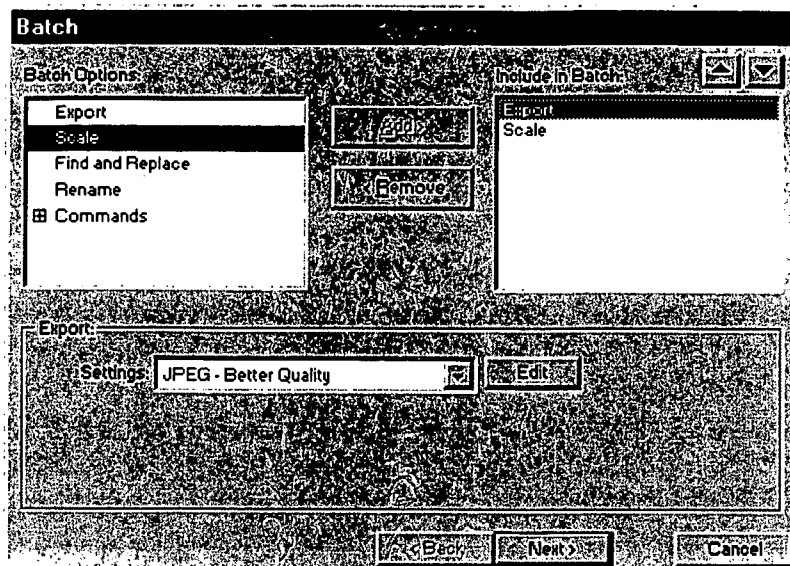 Batch
Batch Options:
Include in Batch:
Export
Scale
Find and Replace
Rename
Commands
Add >
Remove
Export
Scale
Export:
Settings: JPEG - Better Quality
Edit
< Back
Next >
Cancel